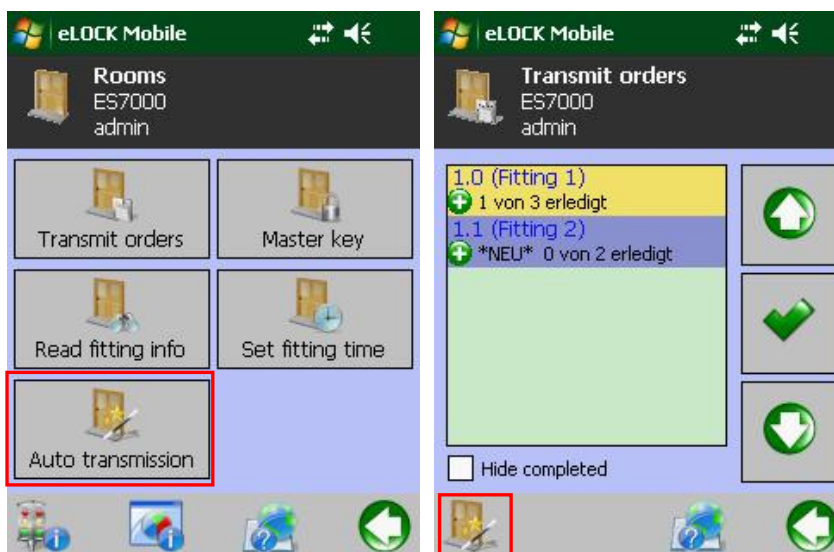 eLOCK Mobile
Rooms
ES7000
admin
Transmit orders
Master key
Read fitting info
Set fitting time
Auto transmission
eLOCK Mobile
Transmit orders
ES7000
admin
1.0 (Fitting 1)
1 von 3 erledigt
1.1 (Fitting 2)
*NEU* 0 von 2 erledigt
Hide completed